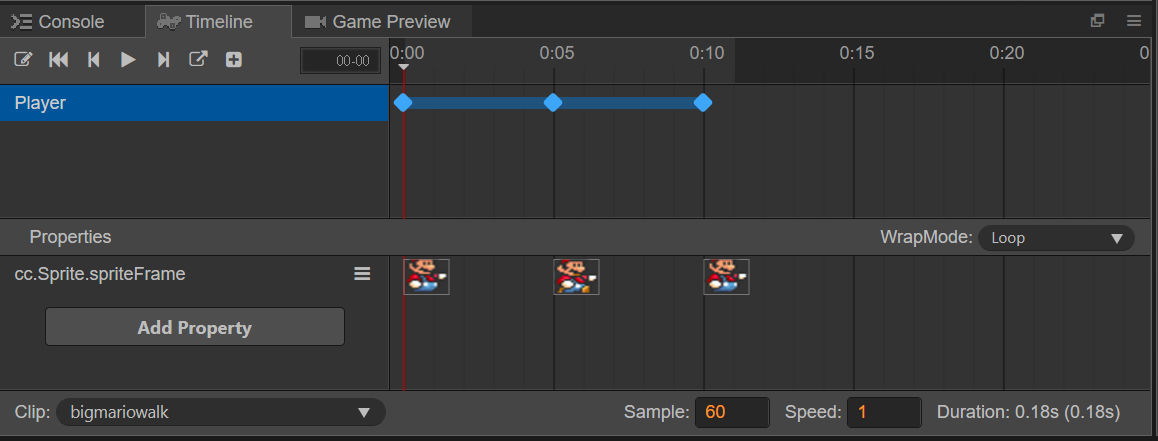 Console Timeline Game Preview
00-00 0:00 0:05 0:10 0:15 0:20 0
Player
Properties WrapMode: Loop
cc.Sprite.spriteFrame
Add Property
Clip: bigmariowalk Sample: 60 Speed: 1 Duration: 0.18s (0.18s)